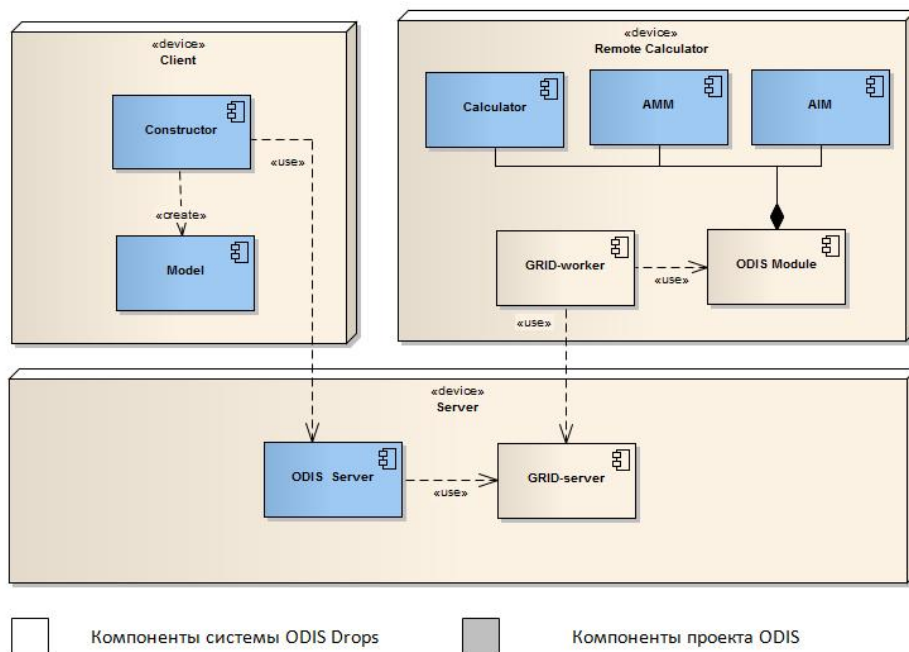 «device»
Client
Constructor
«use»
«create»
Model
«device»
Remote Calculator
Calculator
AMM
AIM
GRID-worker
«use»
ODIS Module
«use»
«device»
Server
ODIS Server
«use»
GRID-server
Компоненты системы ODIS Drops
Компоненты проекта ODIS